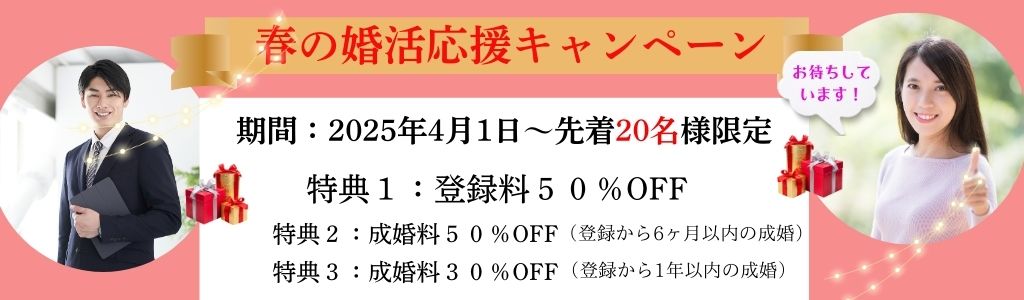 春の婚活応援キャンペーン
お待ちして
います！
期間：2025年4月1日～先着20名様限定
特典１：登録料５０％OFF
特典２：成婚料５０％OFF（登録から6ヶ月以内の成婚）
特典３：成婚料３０％OFF（登録から1年以内の成婚）